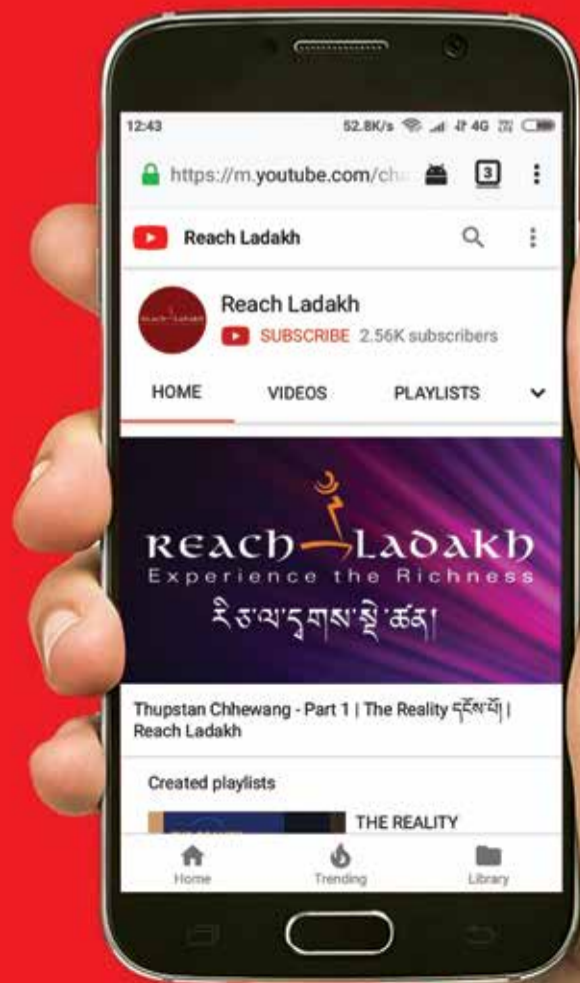 12:43 52.8K/s 4G
https://m.youtube.com/cha 3
Reach Ladakh
Reach Ladakh
SUBSCRIBE 2.56K subscribers
HOME VIDEOS PLAYLISTS
REACH LADAKH
Experience the Richness
རི་ཅ་ལ་དྭགས་སྡེ་ཚན།
Thupstan Chhewang - Part 1 | The Reality དངོས་པོ། |
Reach Ladakh
Created playlists
THE REALITY
Home Trending Library